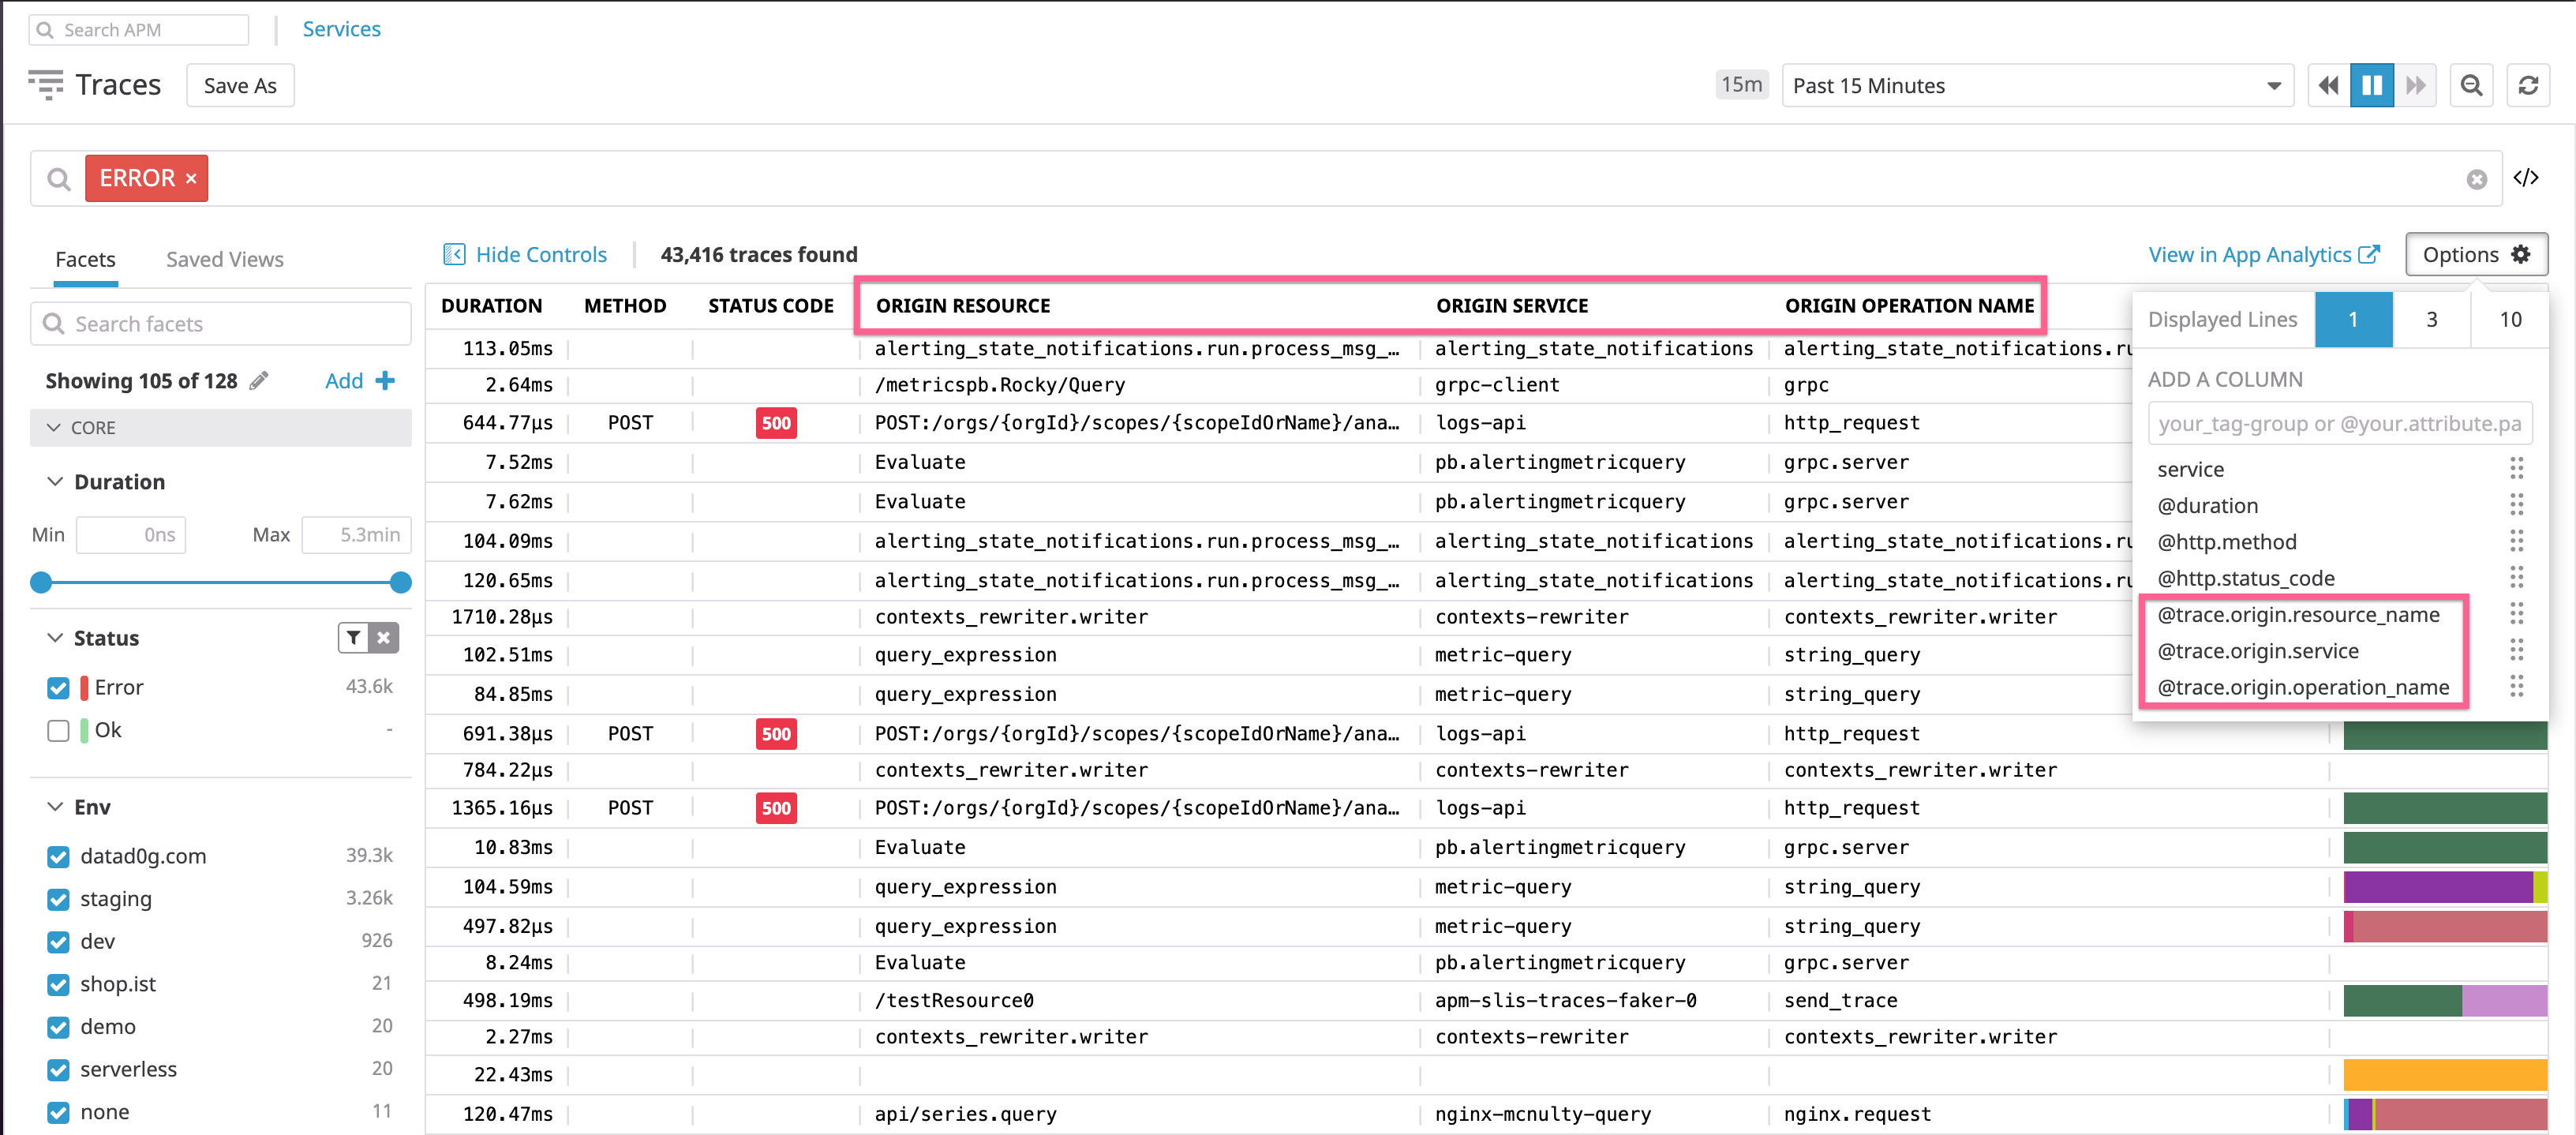 Search APM
Services
Traces
Save As
15m
Past 15 Minutes
ERROR ×
</>
Facets
Saved Views
Hide Controls
43,416 traces found
View in App Analytics
Options
Search facets
Showing 105 of 128
Add
CORE
Duration
Min 0ns Max 5.3min
Status
Error 43.6k
Ok -
Env
datad0g.com 39.3k
staging 3.26k
dev 926
shop.ist 21
demo 20
serverless 20
none 11
DURATION METHOD STATUS CODE ORIGIN RESOURCE ORIGIN SERVICE ORIGIN OPERATION NAME
113.05ms alerting_state_notifications.run.process_msg_… alerting_state_notifications alerting_state_notifications.ru
2.64ms /metricspb.Rocky/Query grpc-client grpc
644.77µs POST 500 POST:/orgs/{orgId}/scopes/{scopeIdOrName}/ana… logs-api http_request
7.52ms Evaluate pb.alertingmetricquery grpc.server
7.62ms Evaluate pb.alertingmetricquery grpc.server
104.09ms alerting_state_notifications.run.process_msg_… alerting_state_notifications alerting_state_notifications.ru
120.65ms alerting_state_notifications.run.process_msg_… alerting_state_notifications alerting_state_notifications.ru
1710.28µs contexts_rewriter.writer contexts-rewriter contexts_rewriter.writer
102.51ms query_expression metric-query string_query
84.85ms query_expression metric-query string_query
691.38µs POST 500 POST:/orgs/{orgId}/scopes/{scopeIdOrName}/ana… logs-api http_request
784.22µs contexts_rewriter.writer contexts-rewriter contexts_rewriter.writer
1365.16µs POST 500 POST:/orgs/{orgId}/scopes/{scopeIdOrName}/ana… logs-api http_request
10.83ms Evaluate pb.alertingmetricquery grpc.server
104.59ms query_expression metric-query string_query
497.82µs query_expression metric-query string_query
8.24ms Evaluate pb.alertingmetricquery grpc.server
498.19ms /testResource0 apm-slis-traces-faker-0 send_trace
2.27ms contexts_rewriter.writer contexts-rewriter contexts_rewriter.writer
22.43ms
120.47ms api/series.query nginx-mcnulty-query nginx.request
Displayed Lines 1 3 10
ADD A COLUMN
your_tag-group or @your.attribute.pa
service
@duration
@http.method
@http.status_code
@trace.origin.resource_name
@trace.origin.service
@trace.origin.operation_name